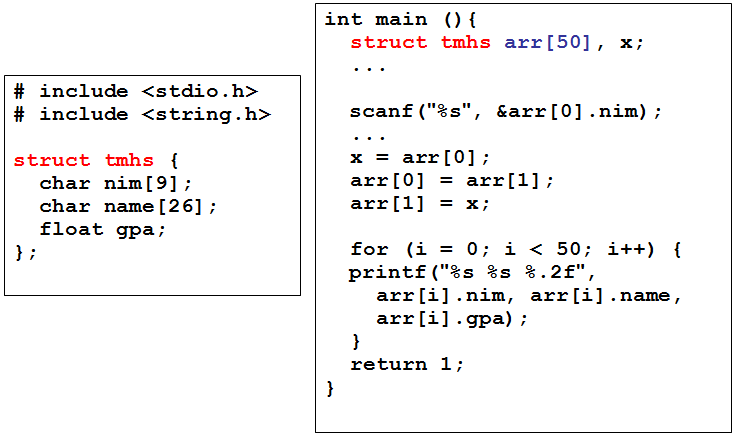 # include <stdio.h>
# include <string.h>
struct tmhs {
char nim[9];
char name[26];
float gpa;
};
int main (){
struct tmhs arr[50], x;
...
scanf("%s", &arr[0].nim);
...
x = arr[0];
arr[0] = arr[1];
arr[1] = x;
for (i = 0; i < 50; i++) {
printf("%s %s %.2f",
arr[i].nim, arr[i].name,
arr[i].gpa);
}
return 1;
}